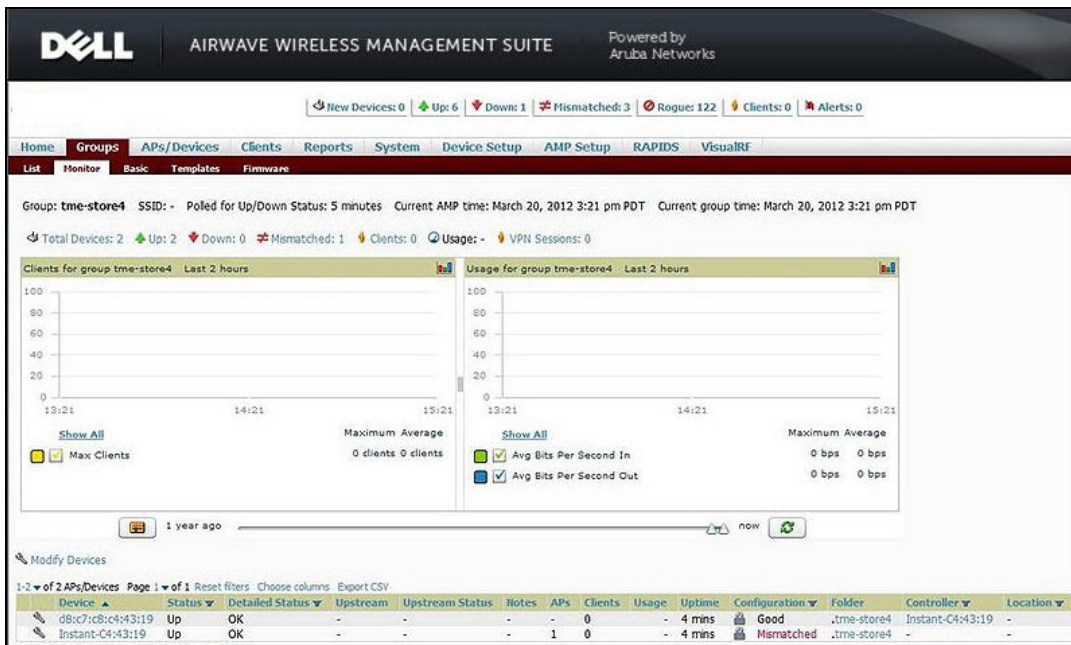 DELL AIRWAVE WIRELESS MANAGEMENT SUITE Powered by
Aruba Networks
New Devices: 0 Up: 6 Down: 1 Mismatched: 3 Rogue: 122 Clients: 0 Alerts: 0
Home Groups APs/Devices Clients Reports System Device Setup AMP Setup RAPIDS VisualRF
List Monitor Basic Templates Firmware
Group: tme-store4 SSID: - Polled for Up/Down Status: 5 minutes Current AMP time: March 20, 2012 3:21 pm PDT Current group time: March 20, 2012 3:21 pm PDT
Total Devices: 2 Up: 2 Down: 0 Mismatched: 1 Clients: 0 Usage: - VPN Sessions: 0
Clients for group tme-store4 Last 2 hours
100
80
60
40
20
0
13:21 14:21 15:21
Show All Maximum Average
Max Clients 0 clients 0 clients
Usage for group tme-store4 Last 2 hours
100
80
60
40
20
0
13:21 14:21 15:21
Show All Maximum Average
Avg Bits Per Second In 0 bps 0 bps
Avg Bits Per Second Out 0 bps 0 bps
1 year ago now
Modify Devices
1-2 of 2 APs/Devices Page 1 of 1 Reset filters Choose columns Export CSV
Device Status Detailed Status Upstream Upstream Status Notes APs Clients Usage Uptime Configuration Folder Controller Location
d8:c7:c8:c4:43:19 Up OK - - - - 0 - 4 mins Good .tme-store4 Instant-C4:43:19 -
Instant-C4:43:19 Up OK - - - 1 0 - 4 mins Mismatched .tme-store4 - -